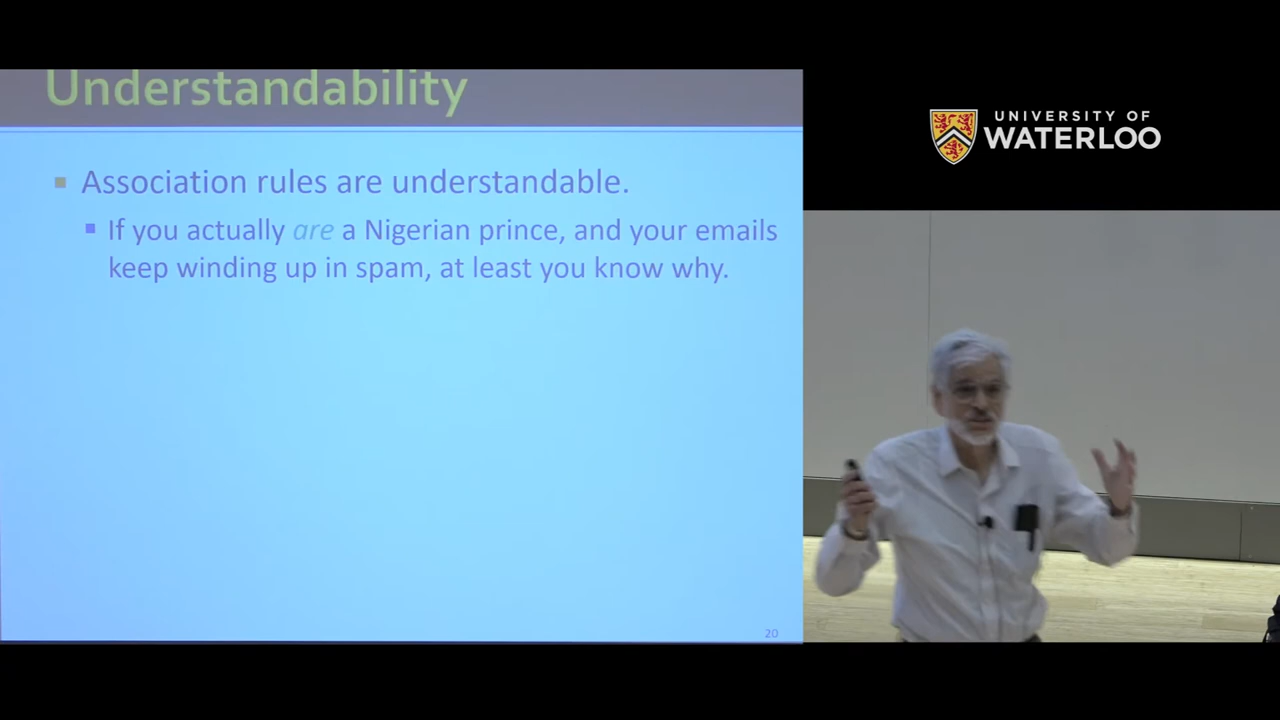 Understandability
Association rules are understandable.
If you actually are a Nigerian prince, and your emails
keep winding up in spam, at least you know why.
20
UNIVERSITY OF
WATERLOO